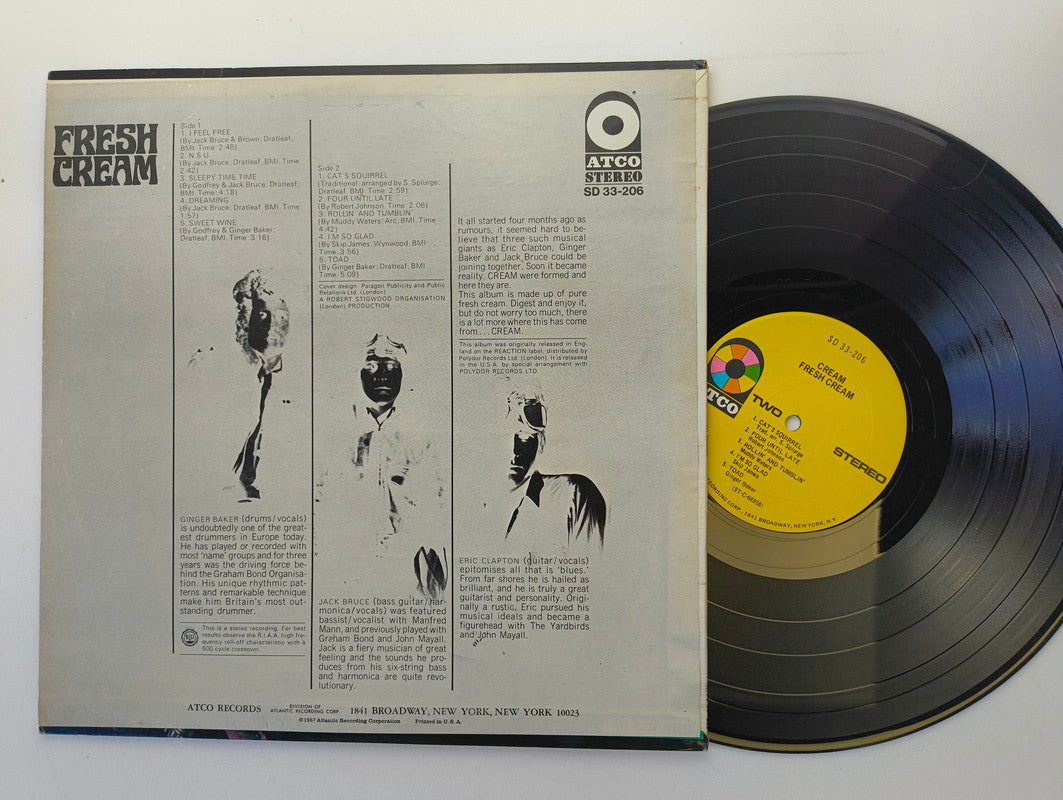 FRESH
CREAM
Side 1
1. I FEEL FREE
(By Jack Bruce & Brown; Dratleaf,
BMI. Time: 2:48)
2. N.S.U.
(By Jack Bruce; Dratleaf, BMI. Time:
2:42)
3. SLEEPY TIME TIME
(By Godfrey & Jack Bruce; Dratleaf,
BMI. Time: 4:18)
4. DREAMING
(By Jack Bruce; Dratleaf, BMI. Time:
1:57)
5. SWEET WINE
(By Godfrey & Ginger Baker;
Dratleaf, BMI. Time: 3:16)
Side 2
1. CAT'S SQUIRREL
(Traditional; arranged by S. Splurge;
Dratleaf, BMI. Time: 2:59)
2. FOUR UNTIL LATE
(By Robert Johnson. Time: 2:06)
3. ROLLIN' AND TUMBLIN'
(By Muddy Waters; Arc, BMI. Time:
4:42)
4. I'M SO GLAD
(By Skip James; Wynwood, BMI.
Time: 3:56)
5. TOAD
(By Ginger Baker; Dratleaf, BMI.
Time: 5:09)
Cover design: Paragon Publicity and Public
Relations Ltd. (London)
A ROBERT STIGWOOD ORGANISATION
(London) PRODUCTION
ATCO
STEREO
SD 33-206
It all started four months ago as
rumours, it seemed hard to be-
lieve that three such musical
giants as Eric Clapton, Ginger
Baker and Jack Bruce could be
joining together. Soon it became
reality. CREAM were formed and
here they are.
This album is made up of pure
fresh cream. Digest and enjoy it,
but do not worry too much, there
is a lot more where this has come
from . . . CREAM.
This album was originally released in Eng-
land on the REACTION label, distributed by
Polydor Records Ltd. (London). It is released
in the U.S.A. by special arrangement with
POLYDOR RECORDS LTD.
GINGER BAKER (drums/vocals)
is undoubtedly one of the great-
est drummers in Europe today.
He has played or recorded with
most 'name' groups and for three
years was the driving force be-
hind the Graham Bond Organisa-
tion. His unique rhythmic pat-
terns and remarkable technique
make him Britain's most out-
standing drummer.
This is a stereo recording. For best
results observe the R.I.A.A. high fre-
quency roll-off characteristic with a
500 cycle crossover.
JACK BRUCE (bass guitar/har-
monica/vocals) was featured
bassist/vocalist with Manfred
Mann, and previously played with
Graham Bond and John Mayall.
Jack is a fiery musician of great
feeling and the sounds he pro-
duces from his six-string bass
and harmonica are quite revo-
lutionary.
ERIC CLAPTON (guitar/vocals)
epitomises all that is 'blues.'
From far shores he is hailed as
brilliant, and he is truly a great
guitarist and personality. Origi-
nally a rustic, Eric pursued his
musical ideals and became a
figurehead with The Yardbirds
and John Mayall.
ATCO RECORDS DIVISION OF ATLANTIC RECORDING CORP. 1841 BROADWAY, NEW YORK, NEW YORK 10023
©1967 Atlantic Recording Corporation Printed in U.S.A.
SD 33-206
CREAM
FRESH CREAM
ATCO
TWO
STEREO
1. CAT'S SQUIRREL
Trad. arr. S. Splurge
2. FOUR UNTIL LATE
Robert Johnson
3. ROLLIN' AND TUMBLIN'
Muddy Waters
4. I'M SO GLAD
Skip James
5. TOAD
Ginger Baker
(ST-C-66958)
RECORDING CORP. - 1841 BROADWAY, NEW YORK, N.Y.